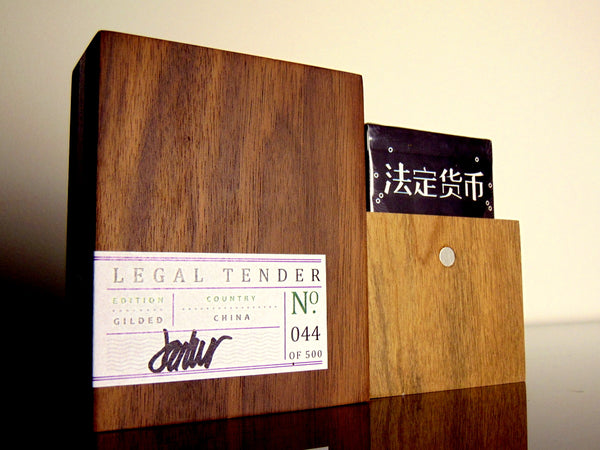 LEGAL TENDER
EDITION
GILDED
COUNTRY
CHINA
No.
044
OF 500
法定货币